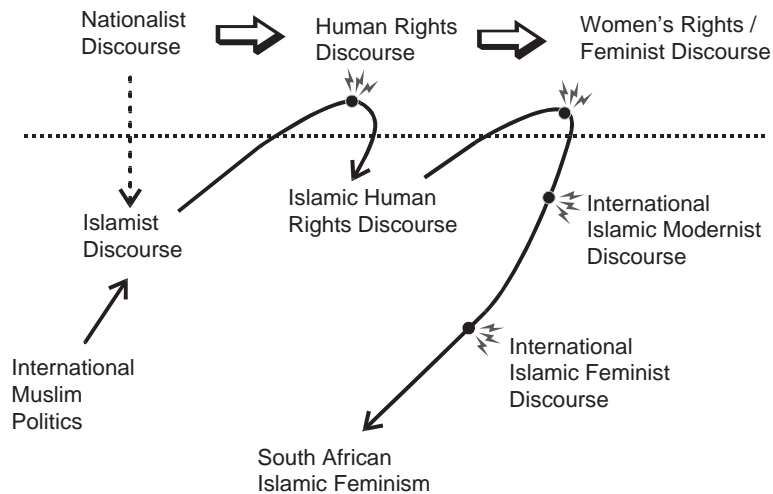 Nationalist
Discourse
Human Rights
Discourse
Women's Rights /
Feminist Discourse
Islamist
Discourse
Islamic Human
Rights Discourse
International
Islamic Modernist
Discourse
International
Muslim
Politics
International
Islamic Feminist
Discourse
South African
Islamic Feminism